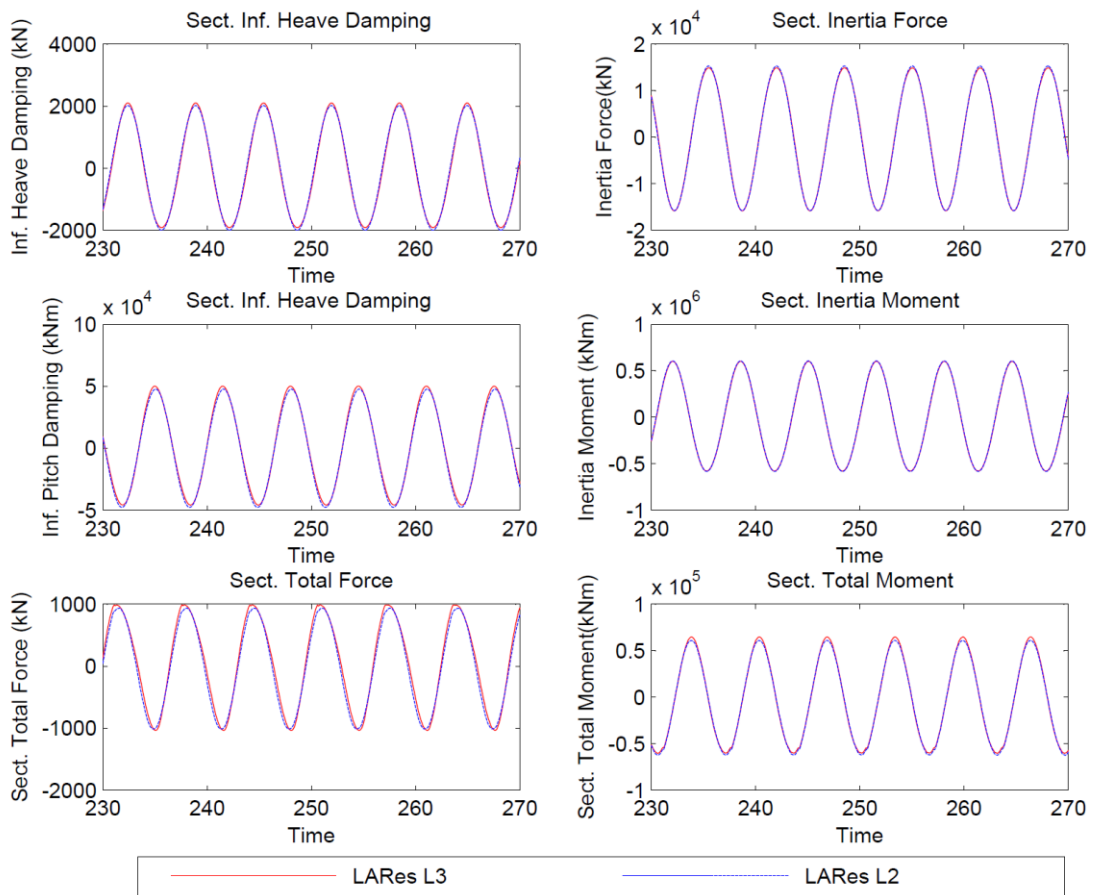 Sect. Inf. Heave Damping
4000
2000
0
-2000
Inf. Heave Damping (kN)
230 240 250 260 270
Time
Sect. Inertia Force
x 10^4
2
1
0
-1
-2
Inertia Force(kN)
230 240 250 260 270
Time
Sect. Inf. Heave Damping
x 10^4
10
5
0
-5
Inf. Pitch Damping (kNm)
230 240 250 260 270
Time
Sect. Inertia Moment
x 10^6
1
0.5
0
-0.5
-1
Inertia Moment (kNm)
230 240 250 260 270
Time
Sect. Total Force
1000
0
-1000
-2000
Sect. Total Force (kN)
230 240 250 260 270
Time
Sect. Total Moment
x 10^5
1
0.5
0
-0.5
-1
Sect. Total Moment(kNm)
230 240 250 260 270
Time
LARes L3
LARes L2